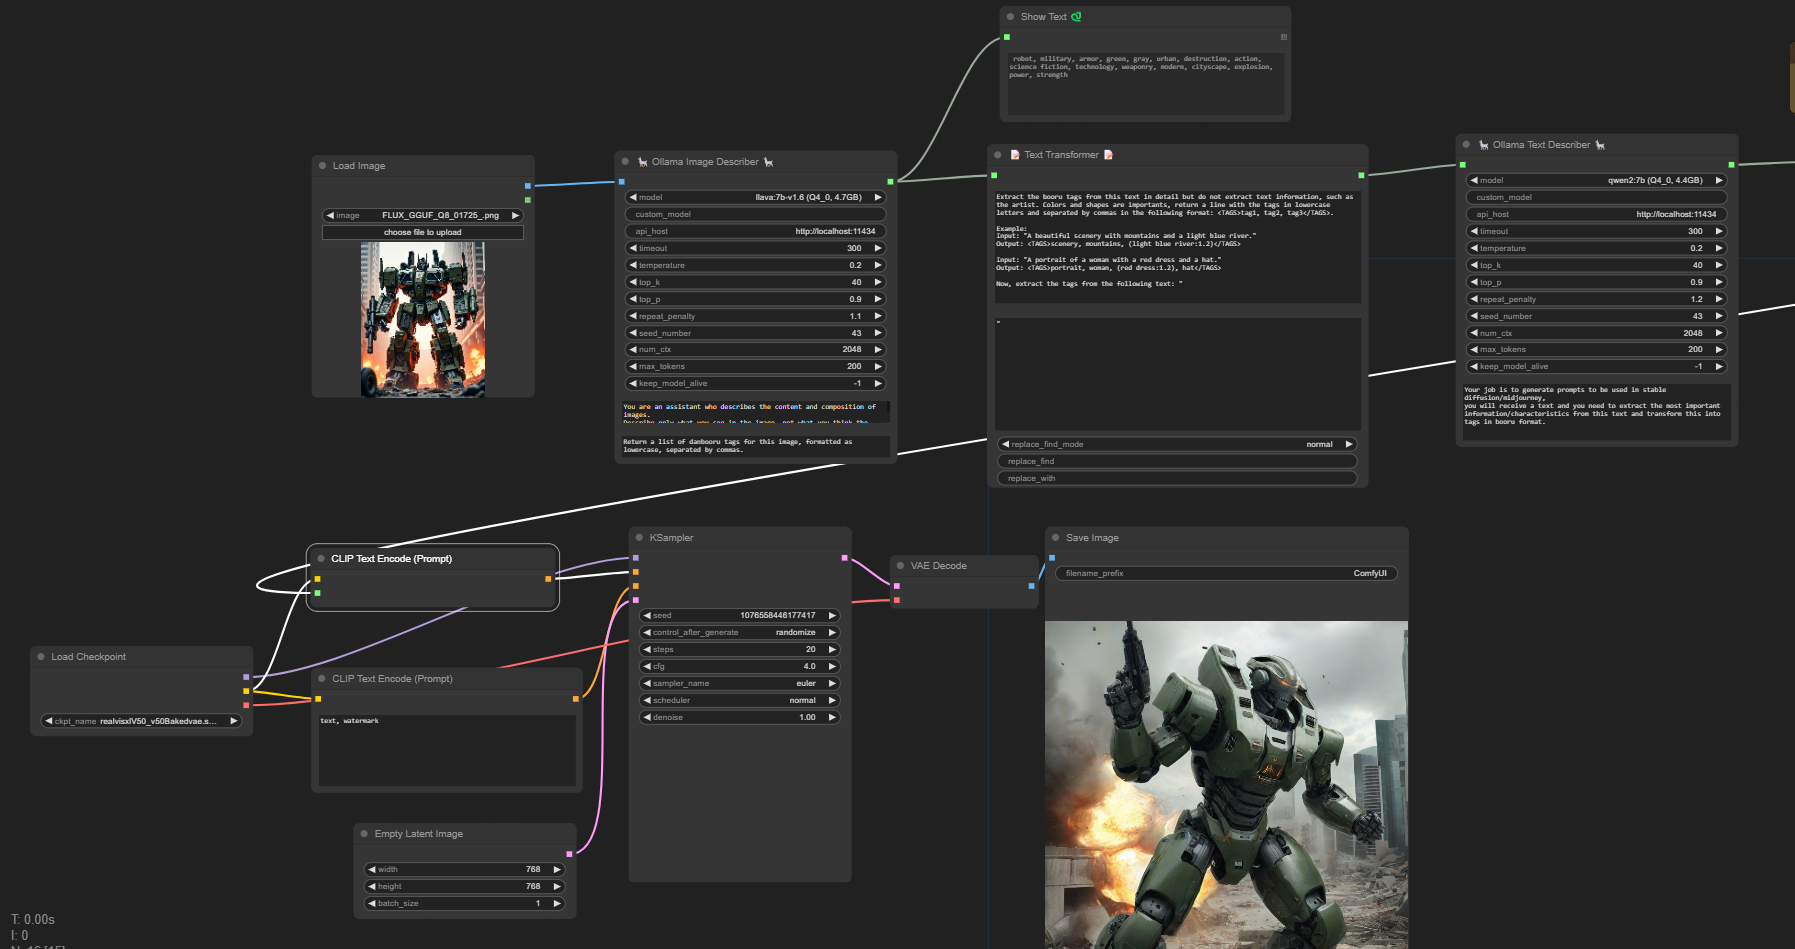 Show Text
robot, military, armor, green, gray, urban, destruction, action,
science fiction, technology, weaponry, modern, cityscape, explosion,
power, strength
Load Image
image FLUX_GGUF_Q8_01725_.png
choose file to upload
Ollama Image Describer
model llava:7b-v1.6 (Q4_0, 4.7GB)
custom_model
api_host http://localhost:11434
timeout 300
temperature 0.2
top_k 40
top_p 0.9
repeat_penalty 1.1
seed_number 43
num_ctx 2048
max_tokens 200
keep_model_alive -1
You are an assistant who describes the content and composition of
images.
Describe only what you see in the image, not what you think the
Return a list of danbooru tags for this image, formatted as
lowercase, separated by commas.
Text Transformer
Extract the booru tags from this text in detail but do not extract text information, such as
the artist. Colors and shapes are importants, return a line with the tags in lowercase
letters and separated by commas in the following format: <TAGS>tag1, tag2, tag3</TAGS>.
Example:
Input: "A beautiful scenery with mountains and a light blue river."
Output: <TAGS>scenery, mountains, (light blue river:1.2)</TAGS>
Input: "A portrait of a woman with a red dress and a hat."
Output: <TAGS>portrait, woman, (red dress:1.2), hat</TAGS>
Now, extract the tags from the following text: "
"
replace_find_mode normal
replace_find
replace_with
Ollama Text Describer
model qwen2:7b (Q4_0, 4.4GB)
custom_model
api_host http://localhost:11434
timeout 300
temperature 0.2
top_k 40
top_p 0.9
repeat_penalty 1.2
seed_number 43
num_ctx 2048
max_tokens 200
keep_model_alive -1
Your job is to generate prompts to be used in stable
diffusion/midjourney,
you will receive a text and you need to extract the most important
information/characteristics from this text and transform this into
tags in booru format.
CLIP Text Encode (Prompt)
Load Checkpoint
ckpt_name realvisxlV50_v50Bakedvae.s...
CLIP Text Encode (Prompt)
text, watermark
Empty Latent Image
width 768
height 768
batch_size 1
KSampler
seed 1076558446177417
control_after_generate randomize
steps 20
cfg 4.0
sampler_name euler
scheduler normal
denoise 1.00
VAE Decode
Save Image
filename_prefix ComfyUI
T: 0.00s
I: 0